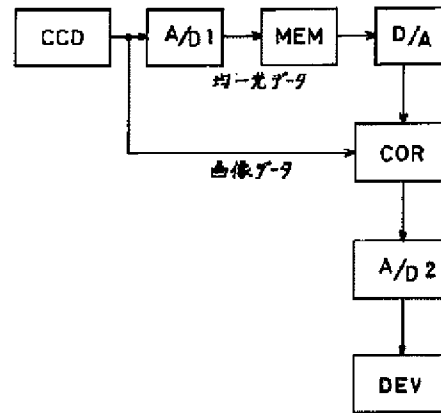 CCD
A/D1
MEM
D/A
均一光データ
COR
画像データ
A/D2
DEV